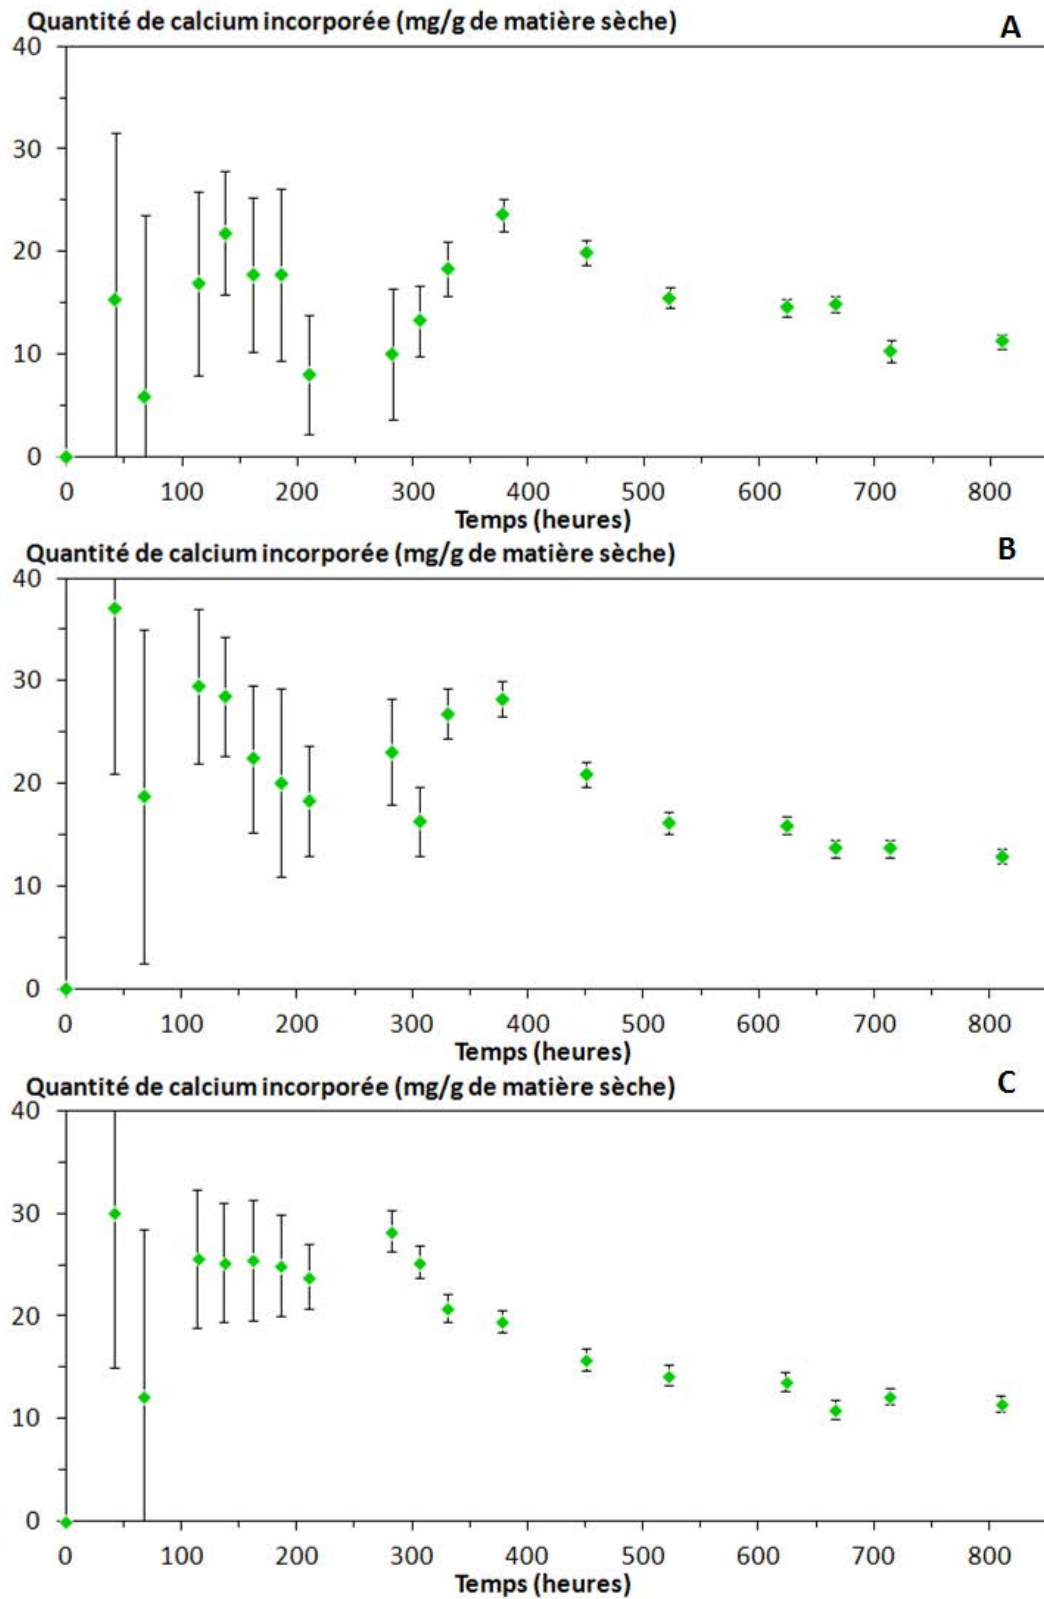 Quantité de calcium incorporée (mg/g de matière sèche) A
40
30
20
10
0
0 100 200 300 400 500 600 700 800
Temps (heures)
Quantité de calcium incorporée (mg/g de matière sèche) B
40
30
20
10
0
0 100 200 300 400 500 600 700 800
Temps (heures)
Quantité de calcium incorporée (mg/g de matière sèche) C
40
30
20
10
0
0 100 200 300 400 500 600 700 800
Temps (heures)